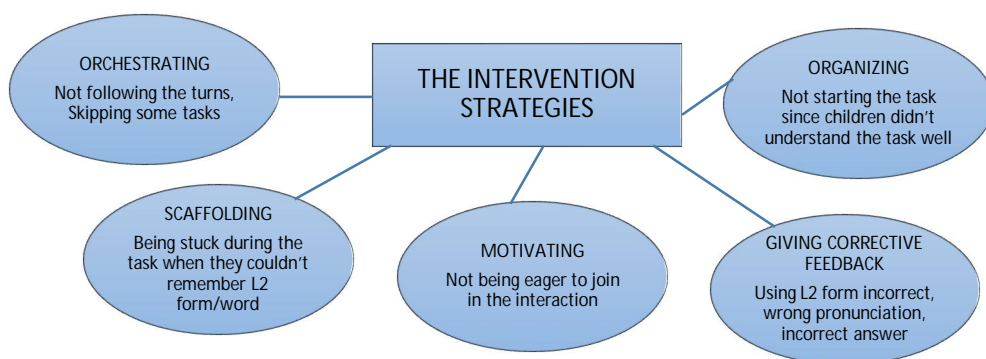 THE INTERVENTION
STRATEGIES
ORCHESTRATING
Not following the turns,
Skipping some tasks
ORGANIZING
Not starting the task
since children didn't
understand the task well
SCAFFOLDING
Being stuck during the
task when they couldn't
remember L2
form/word
MOTIVATING
Not being eager to join
in the interaction
GIVING CORRECTIVE
FEEDBACK
Using L2 form incorrect,
wrong pronunciation,
incorrect answer